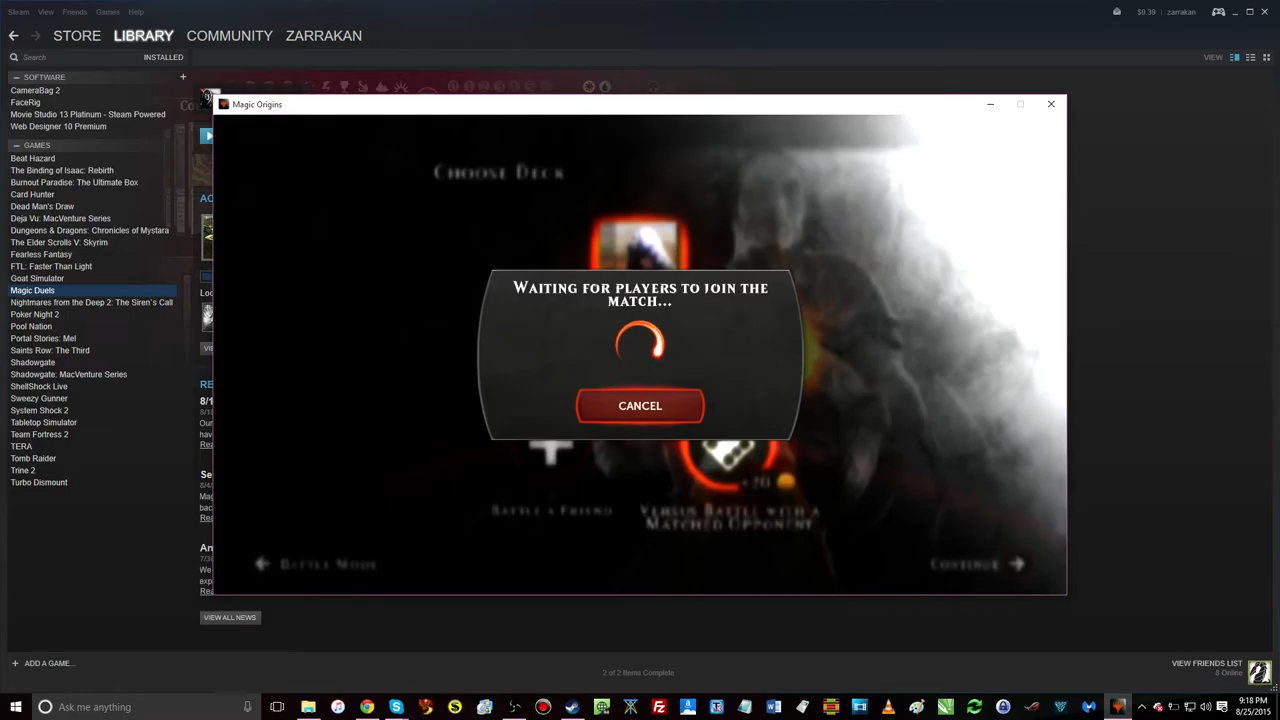 Steam View Friends Games Help
$0.39 zarrakan
STORE LIBRARY COMMUNITY ZARRAKAN
Search INSTALLED
VIEW
SOFTWARE
CameraBag 2
FaceRig
Movie Studio 13 Platinum - Steam Powered
Web Designer 10 Premium
GAMES
Beat Hazard
The Binding of Isaac: Rebirth
Burnout Paradise: The Ultimate Box
Card Hunter
Dead Man's Draw
Deja Vu: MacVenture Series
Dungeons & Dragons: Chronicles of Mystara
The Elder Scrolls V: Skyrim
Fearless Fantasy
FTL: Faster Than Light
Goat Simulator
Magic Duels
Nightmares from the Deep 2: The Siren's Call
Poker Night 2
Pool Nation
Portal Stories: Mel
Saints Row: The Third
Shadowgate
Shadowgate: MacVenture Series
ShellShock Live
Sweezy Gunner
System Shock 2
Tabletop Simulator
Team Fortress 2
TERA
Tomb Raider
Trine 2
Turbo Dismount
Magic Origins
CHOOSE DECK
WAITING FOR PLAYERS TO JOIN THE
MATCH...
CANCEL
+20
BATTLE A FRIEND
VERSUS BATTLE WITH A
MATCHED OPPONENT
BATTLE MODE
CONTINUE
VIEW ALL NEWS
ADD A GAME...
2 of 2 Items Complete
VIEW FRIENDS LIST
8 Online
Ask me anything
9:18 PM
8/25/2015